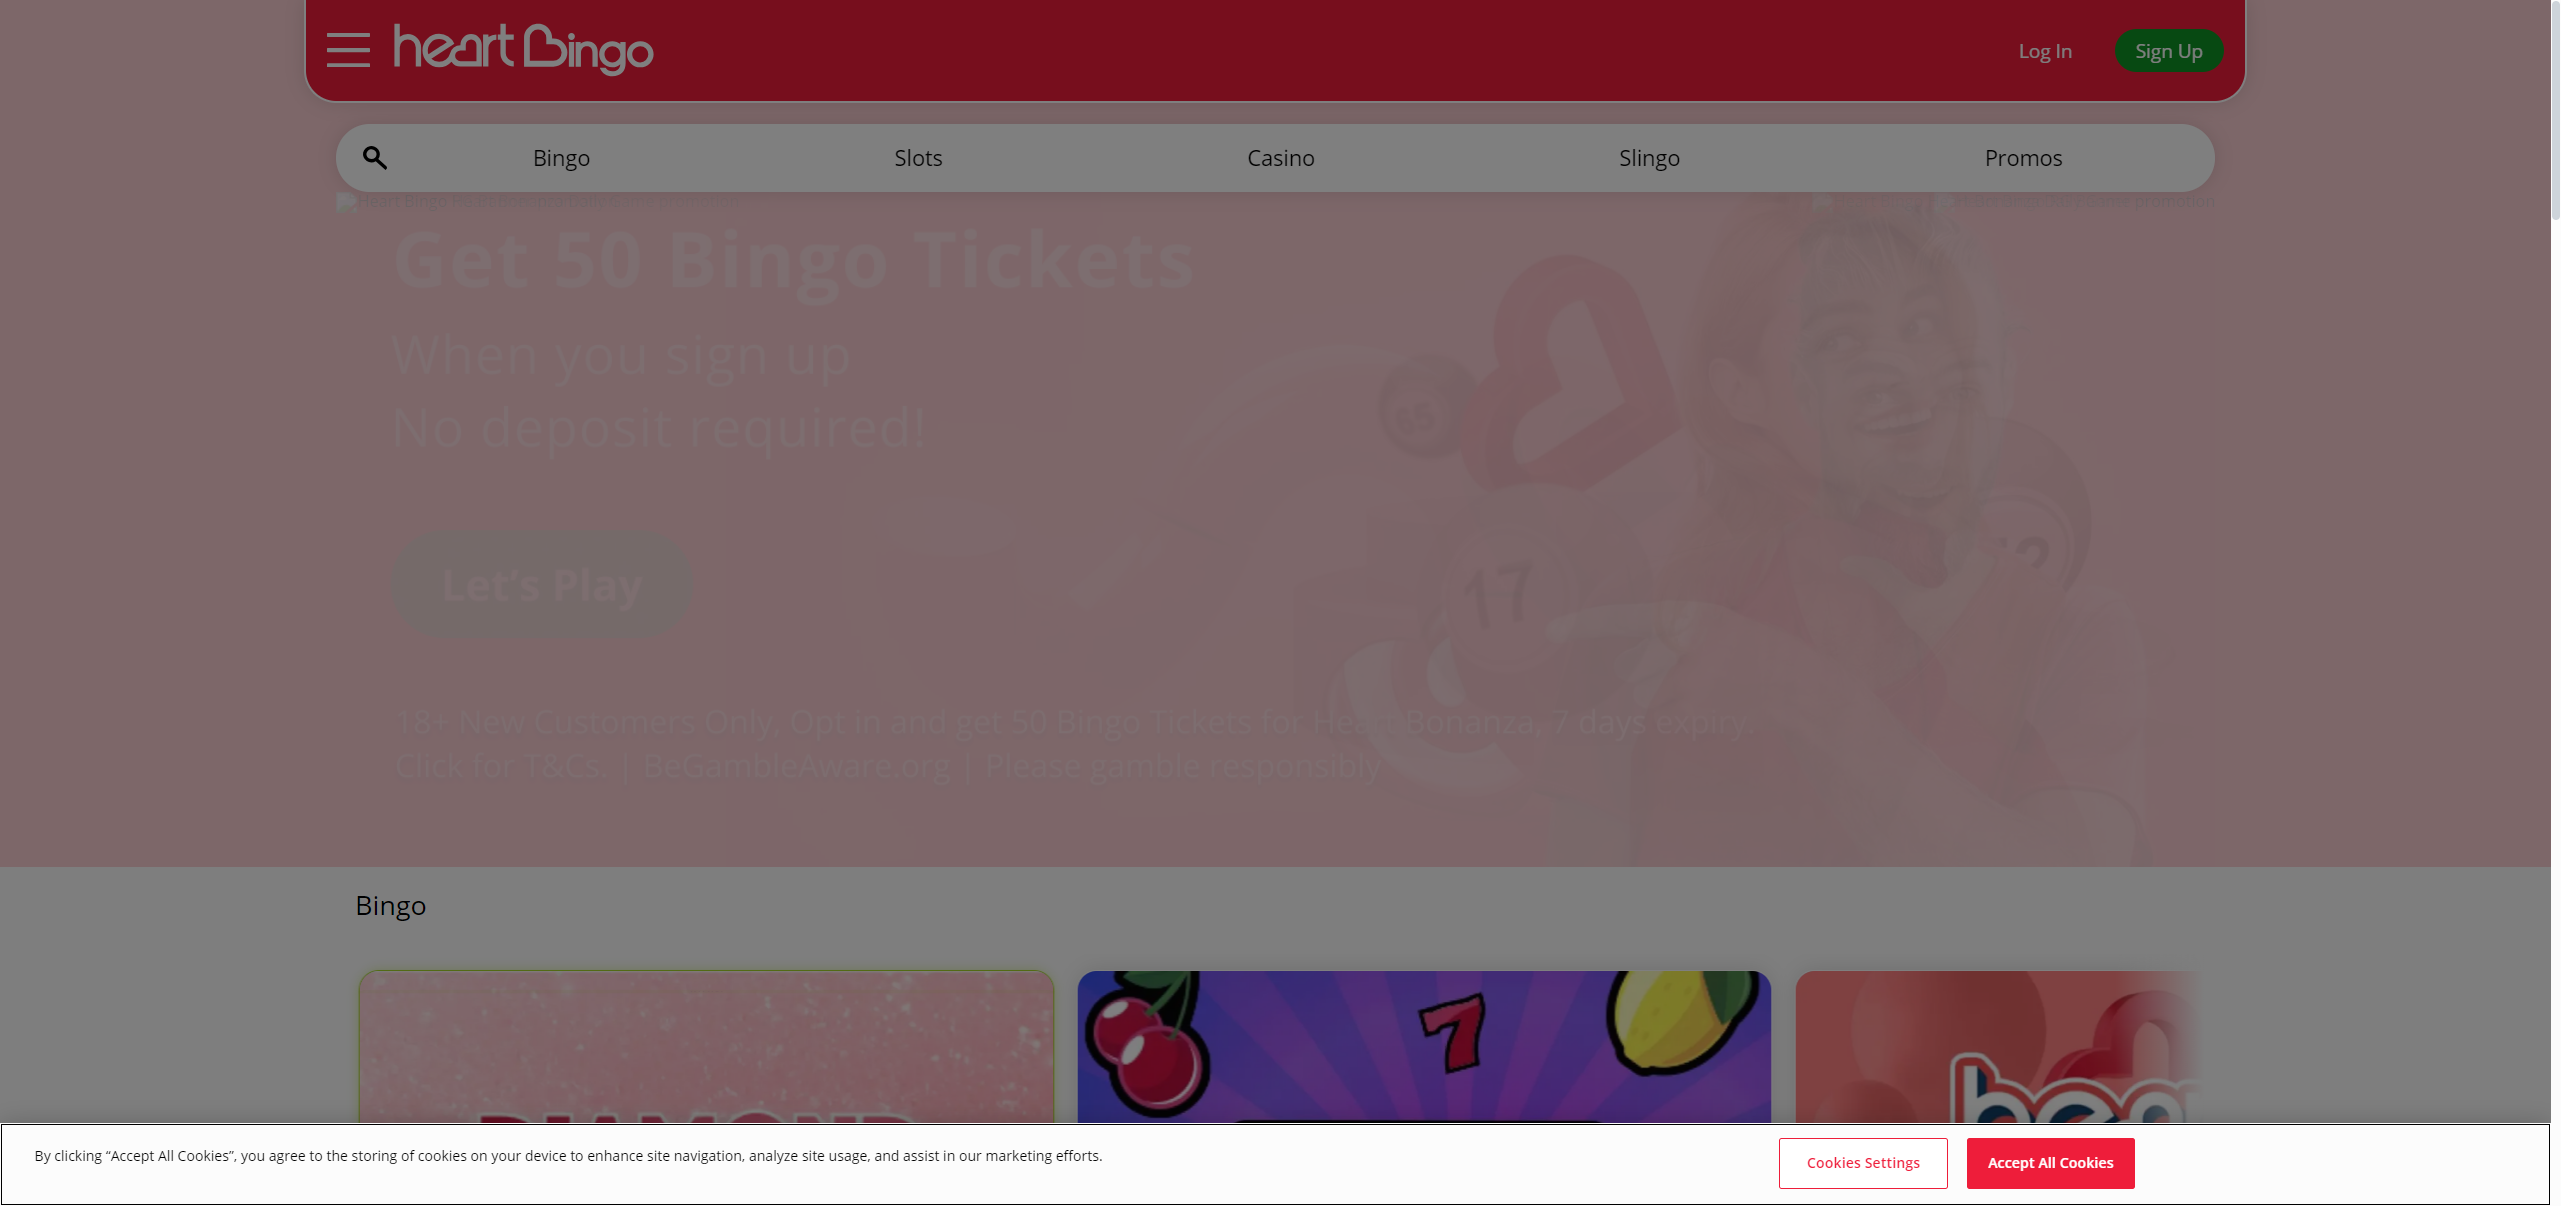 heart Bingo
Log In
Sign Up
Bingo
Slots
Casino
Slingo
Promos
Heart Bingo
promotion
Get 50 Bingo Tickets
When you sign up
No deposit required!
65
17
Let's Play
18+ New Customers Only, Opt in and get 50 Bingo Tickets for Heart Bonanza, 7 days expiry.
Click for T&Cs. | BeGambleAware.org | Please gamble responsibly
Bingo
7
DIAMOND
By clicking “Accept All Cookies”, you agree to the storing of cookies on your device to enhance site navigation, analyze site usage, and assist in our marketing efforts.
Cookies Settings
Accept All Cookies